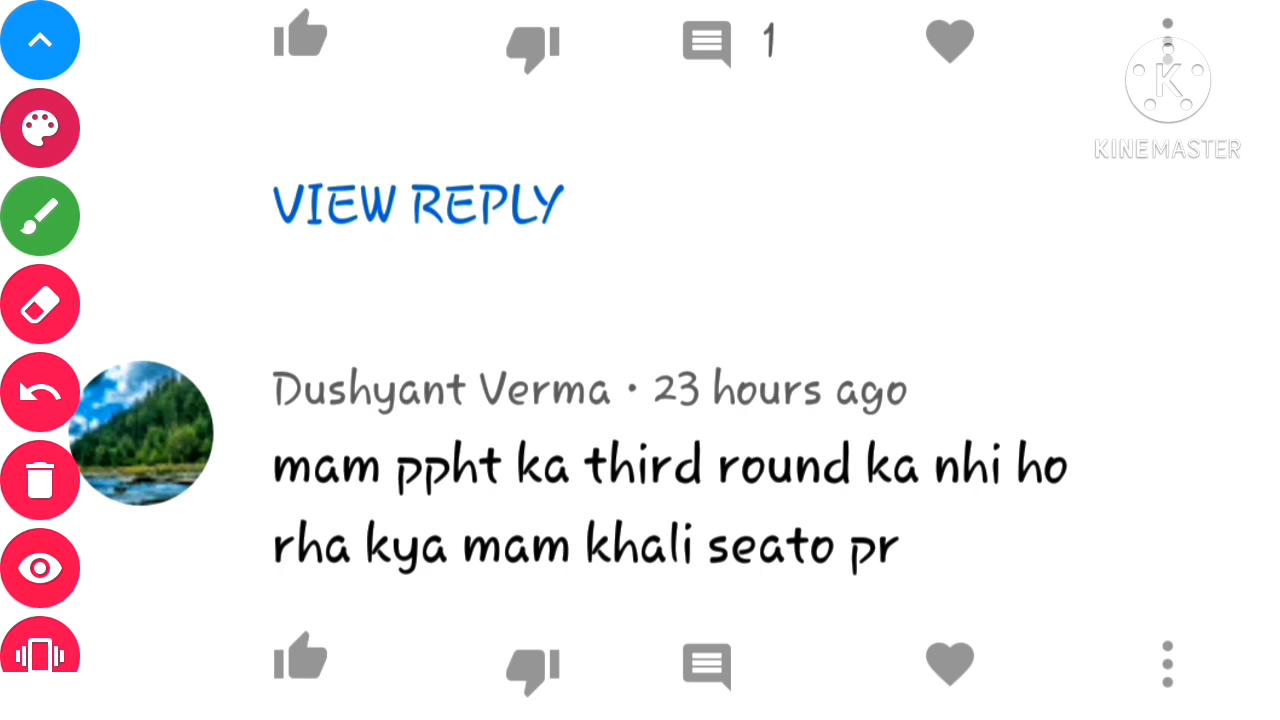 1
KINEMASTER
VIEW REPLY
Dushyant Verma • 23 hours ago
mam ppht ka third round ka nhi ho
rha kya mam khali seato pr